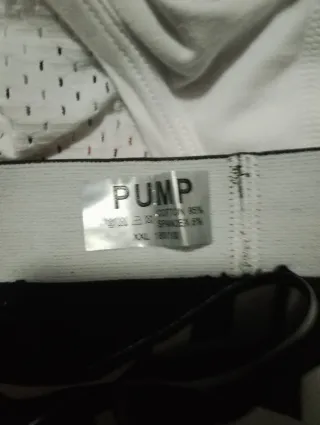 PUMP
COTTON 95%
SPANDEX 5%
XXL